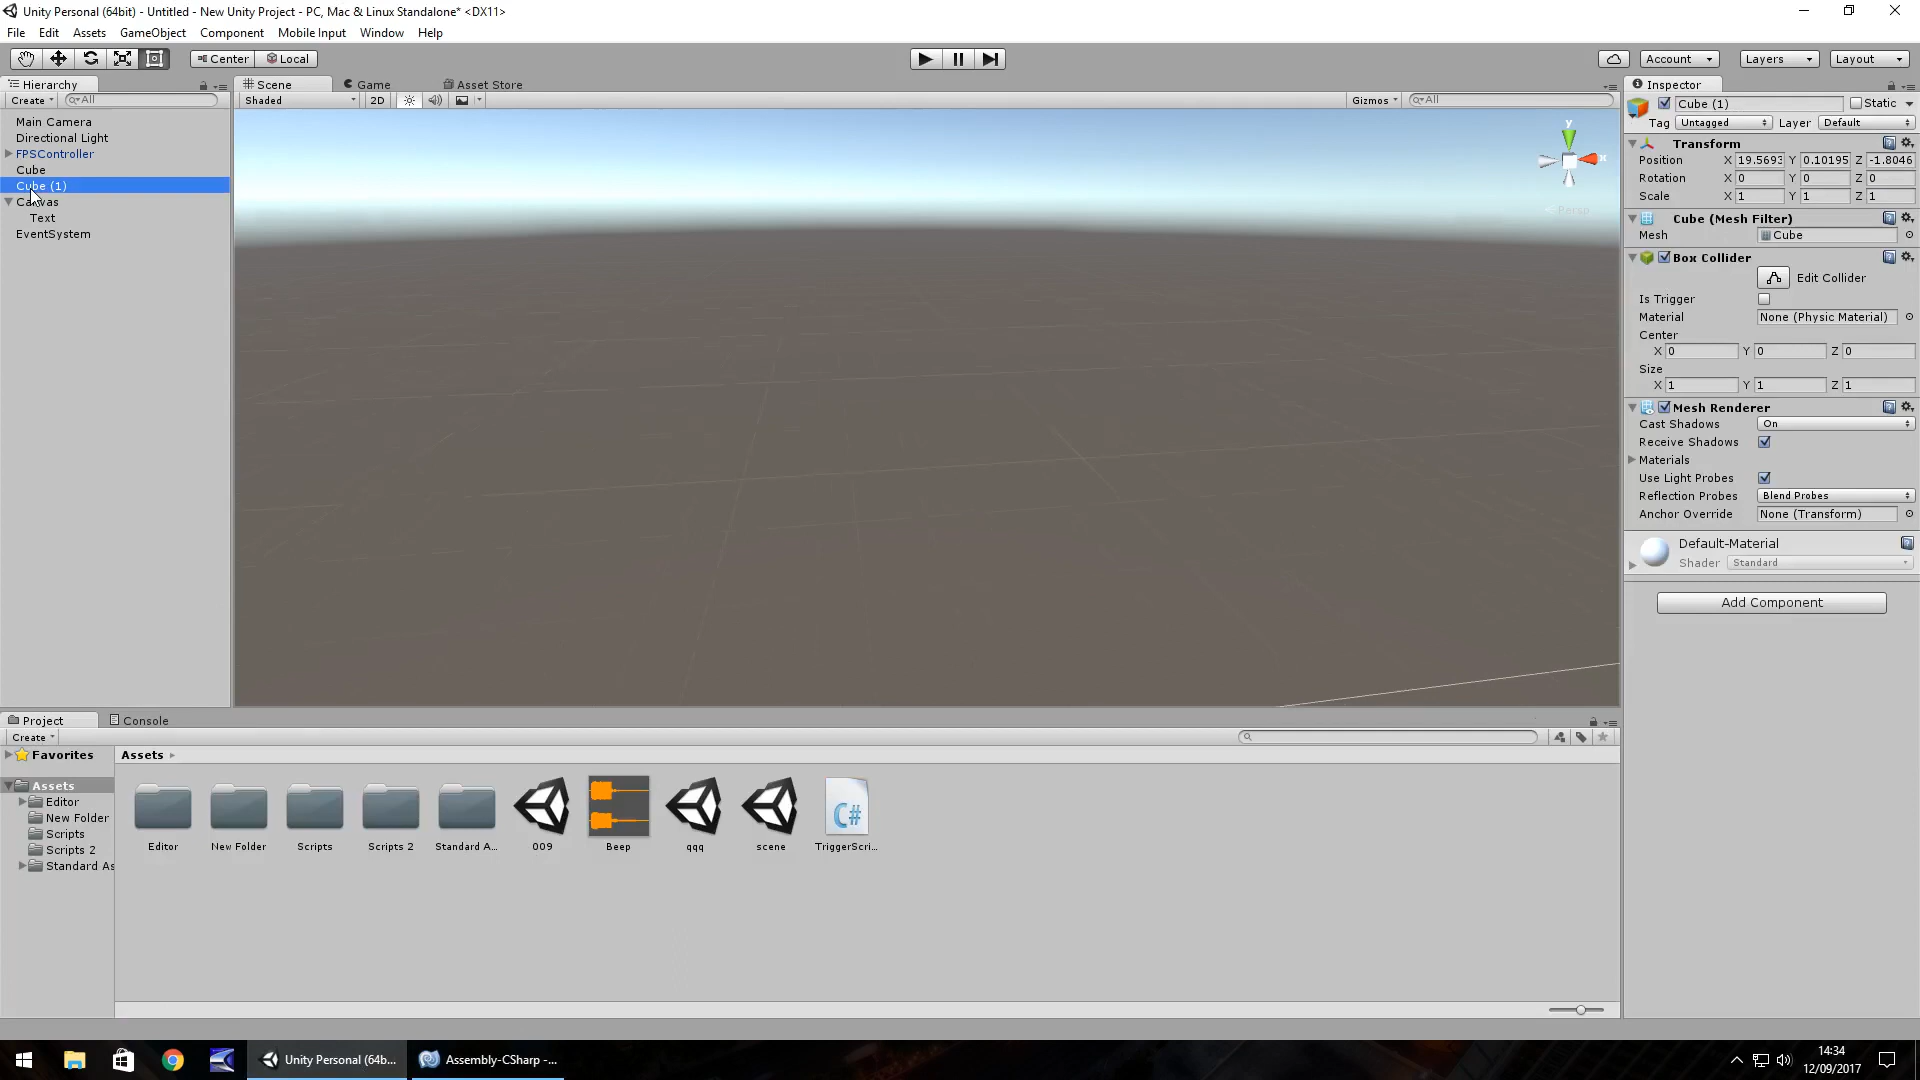 Unity Personal (64bit) - Untitled - New Unity Project - PC, Mac & Linux Standalone* <DX11>
File Edit Assets GameObject Component Mobile Input Window Help
Center Local
Account Layers Layout
Hierarchy
Create All
Main Camera
Directional Light
FPSController
Cube
Cube (1)
Canvas
Text
EventSystem
Scene Game Asset Store
Shaded 2D Gizmos All
y
x
Persp
Inspector
Cube (1) Static
Tag Untagged Layer Default
Transform
Position X 19.5693 Y 0.10195 Z -1.8046
Rotation X 0 Y 0 Z 0
Scale X 1 Y 1 Z 1
Cube (Mesh Filter)
Mesh Cube
Box Collider
Edit Collider
Is Trigger
Material None (Physic Material)
Center
X 0 Y 0 Z 0
Size
X 1 Y 1 Z 1
Mesh Renderer
Cast Shadows On
Receive Shadows
Materials
Use Light Probes
Reflection Probes Blend Probes
Anchor Override None (Transform)
Default-Material
Shader Standard
Add Component
Project Console
Create
Favorites
Assets
Editor
New Folder
Scripts
Scripts 2
Standard As
Assets
Editor New Folder Scripts Scripts 2 Standard A... 009 Beep qqq scene TriggerScri...
C#
Unity Personal (64b... Assembly-CSharp -...
14:34
12/09/2017